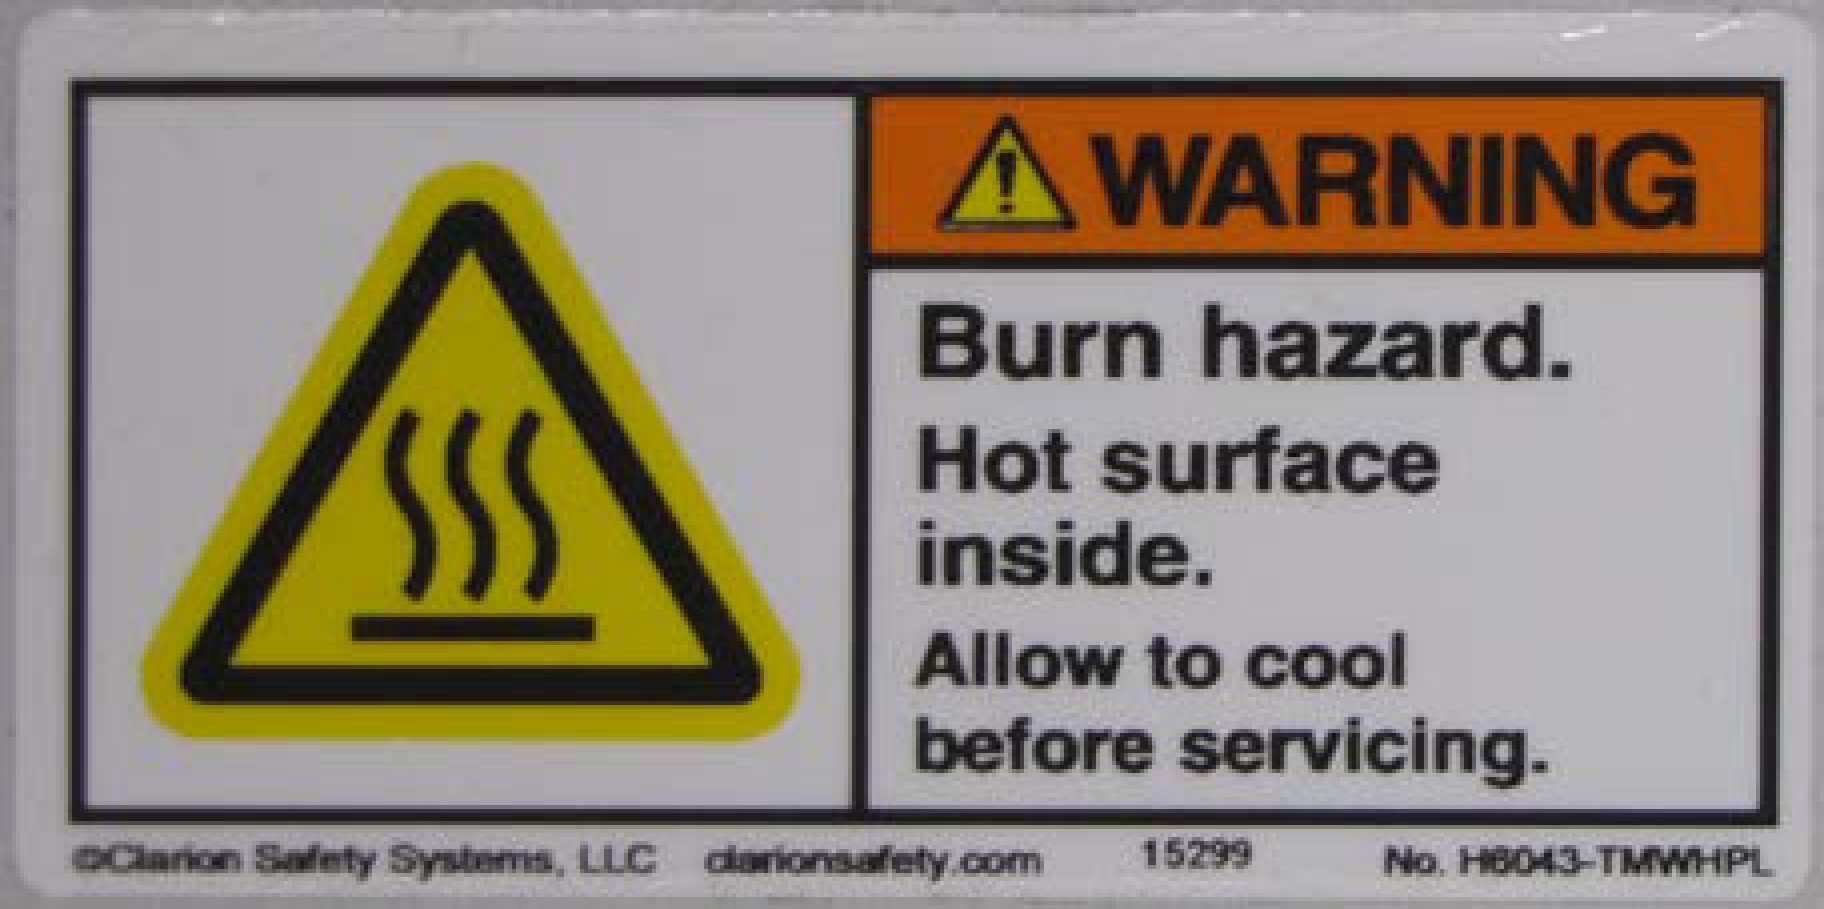 WARNING
Burn hazard.
Hot surface
inside.
Allow to cool
before servicing.
©Clarion Safety Systems, LLC clarionsafety.com 15299 No. H6043-TMWHPL